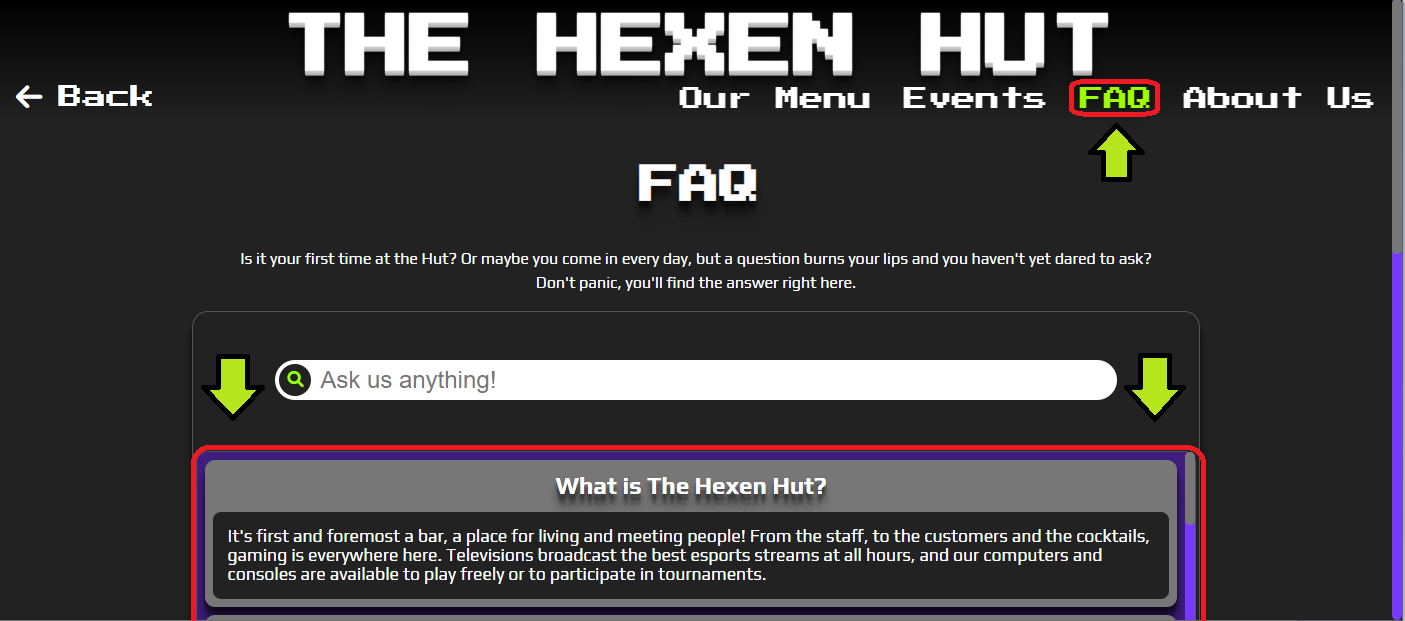 THE HEXEN HUT
Back
Our Menu Events FAQ About Us
FAQ
Is it your first time at the Hut? Or maybe you come in every day, but a question burns your lips and you haven't yet dared to ask?
Don't panic, you'll find the answer right here.
Ask us anything!
What is The Hexen Hut?
It's first and foremost a bar, a place for living and meeting people! From the staff, to the customers and the cocktails,
gaming is everywhere here. Televisions broadcast the best esports streams at all hours, and our computers and
consoles are available to play freely or to participate in tournaments.